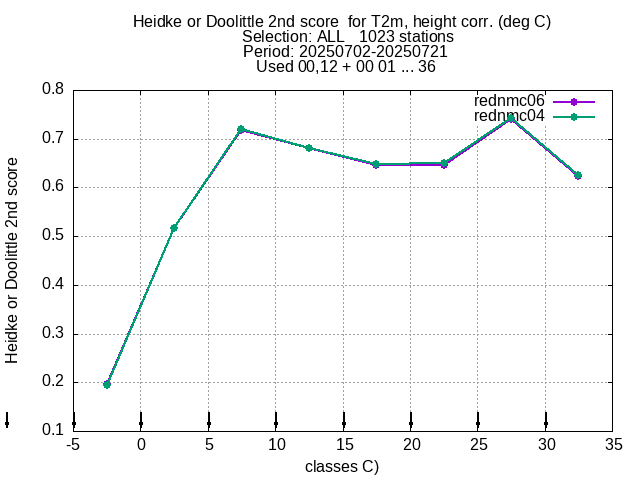 Heidke or Doolittle 2nd score  for T2m, height corr. (deg C)
Selection: ALL   1023 stations
Period: 20250702-20250721
Used 00,12 + 00 01 ... 36
rednmc06
rednmc04
0.8
0.7
0.6
0.5
0.4
0.3
0.2
0.1
Heidke or Doolittle 2nd score
-5 0 5 10 15 20 25 30 35
classes C)